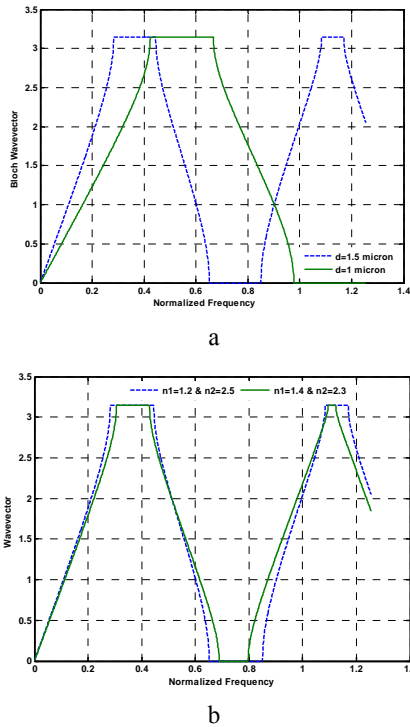 3.5
3
2.5
2
1.5
1
0.5
0
Bloch Wavevector
0 0.2 0.4 0.6 0.8 1 1.2 1.4
Normalized Frequency
d=1.5 micron
d=1 micron
a
3.5
3
2.5
2
1.5
1
0.5
0
Wavevector
n1=1.2 & n2=2.5 n1=1.4 & n2=2.3
0 0.2 0.4 0.6 0.8 1 1.2 1.4
Normalized Frequency
b